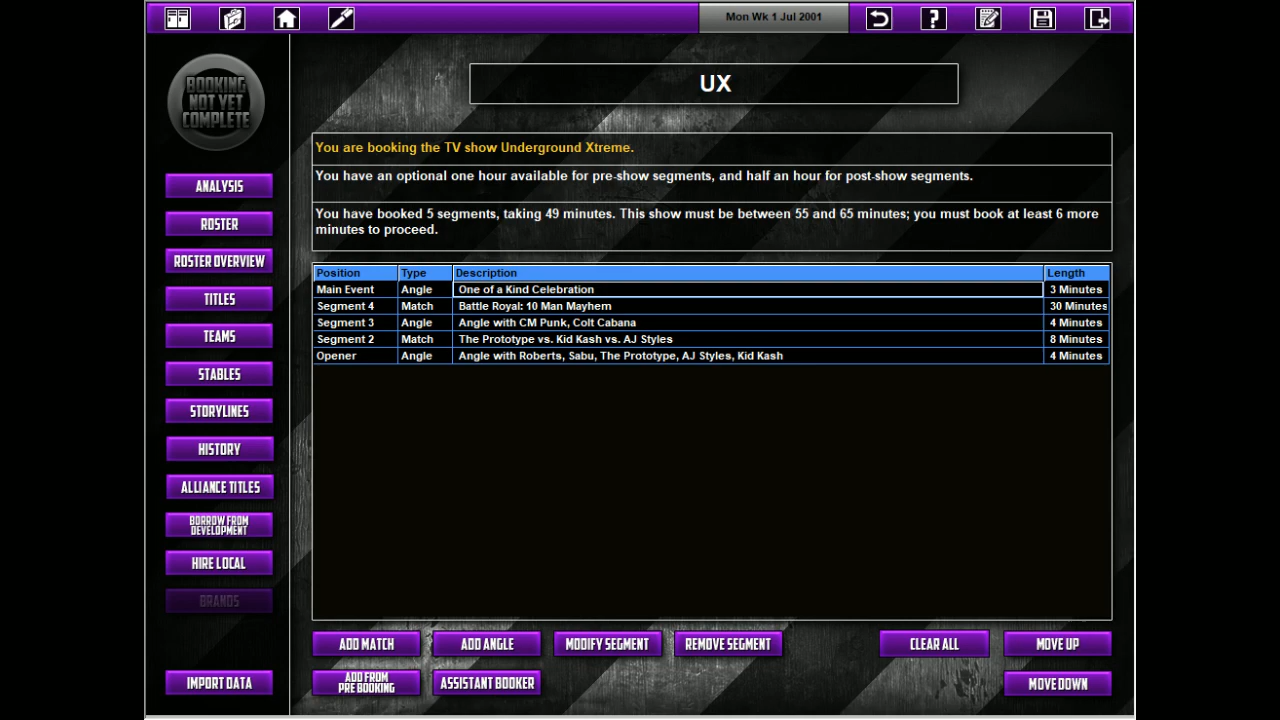 Mon Wk 1 Jul 2001
BOOKING
NOT YET
COMPLETE
UX
You are booking the TV show Underground Xtreme.
You have an optional one hour available for pre-show segments, and half an hour for post-show segments.
You have booked 5 segments, taking 49 minutes. This show must be between 55 and 65 minutes; you must book at least 6 more
minutes to proceed.
ANALYSIS
ROSTER
ROSTER OVERVIEW
TITLES
TEAMS
STABLES
STORYLINES
HISTORY
ALLIANCE TITLES
BORROW FROM
DEVELOPMENT
HIRE LOCAL
BRANDS
IMPORT DATA
Position Type Description Length
Main Event Angle One of a Kind Celebration 3 Minutes
Segment 4 Match Battle Royal: 10 Man Mayhem 30 Minutes
Segment 3 Angle Angle with CM Punk, Colt Cabana 4 Minutes
Segment 2 Match The Prototype vs. Kid Kash vs. AJ Styles 8 Minutes
Opener Angle Angle with Roberts, Sabu, The Prototype, AJ Styles, Kid Kash 4 Minutes
ADD MATCH ADD ANGLE MODIFY SEGMENT REMOVE SEGMENT CLEAR ALL MOVE UP
ADD FROM
PRE BOOKING
ASSISTANT BOOKER MOVE DOWN